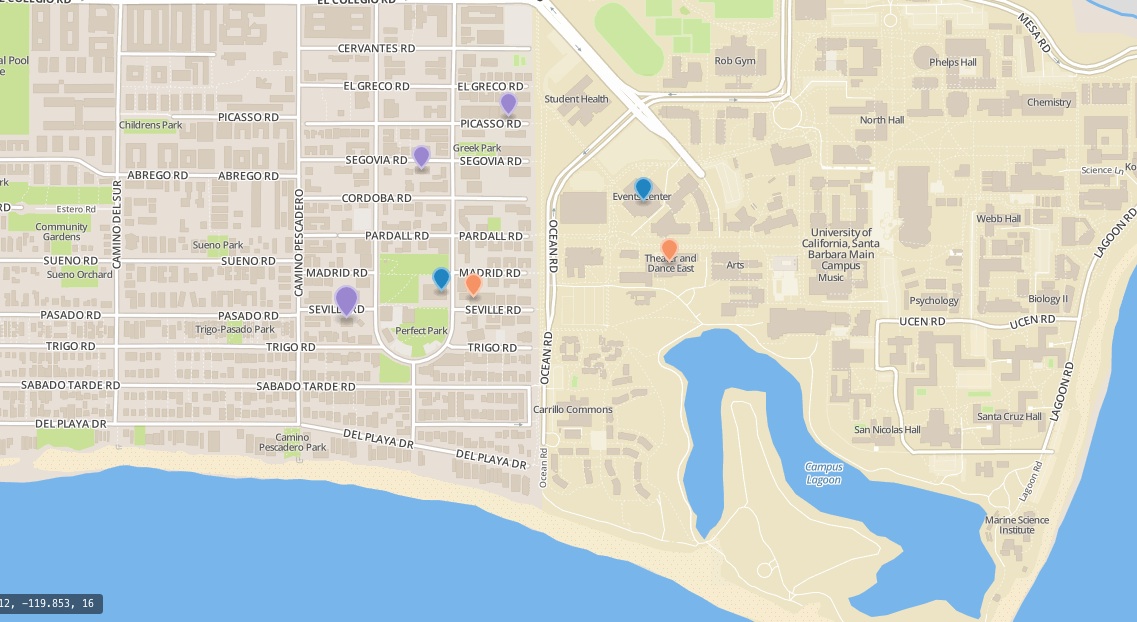 EL COLEGIO RD
EL COLEGIO RD
MESA RD
CERVANTES RD
Rob Gym
Phelps Hall
al Pool
e
EL GRECO RD
EL GRECO RD
Student Health
Chemistry
PICASSO RD
Childrens Park
PICASSO RD
North Hall
Greek Park
SEGOVIA RD
SEGOVIA RD
ABREGO RD
ABREGO RD
Science Ln
Ko
rk
CORDOBA RD
Events Center
RD
Estero Rd
CAMINO DEL SUR
CAMINO PESCADERO
Community
Gardens
PARDALL RD
PARDALL RD
OCEAN RD
University of
California, Santa
Barbara Main
Campus
Webb Hall
LAGOON RD
Sueno Park
SUENO RD
SUENO RD
Sueno Orchard
MADRID RD
MADRID RD
Theater and
Dance East
Arts
Music
PASADO RD
PASADO RD
SEVILLE RD
SEVILLE RD
Psychology
Biology II
Trigo-Pasado Park
Perfect Park
UCEN RD
UCEN RD
TRIGO RD
TRIGO RD
TRIGO RD
OCEAN RD
SABADO TARDE RD
SABADO TARDE RD
LAGOON RD
Carrillo Commons
Santa Cruz Hall
DEL PLAYA DR
San Nicolas Hall
Camino
Pescadero Park
DEL PLAYA DR
DEL PLAYA DR
Ocean Rd
Campus
Lagoon
Lagoon Rd
Marine Science
Institute
12, −119.853, 16